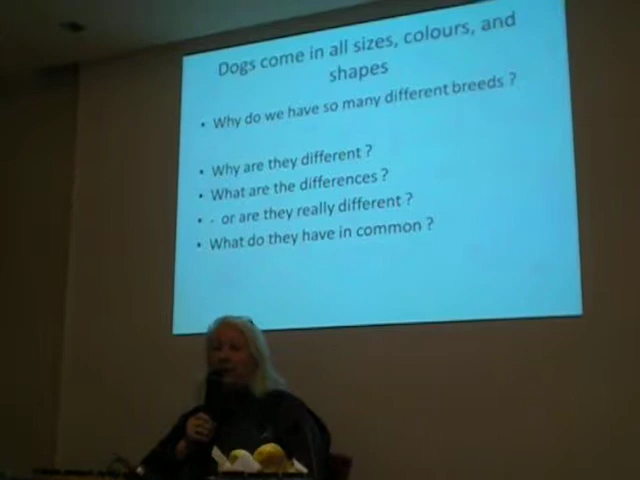 Dogs come in all sizes, colours, and
shapes
• Why do we have so many different breeds ?
• Why are they different ?
• What are the differences ?
• - or are they really different ?
• What do they have in common ?